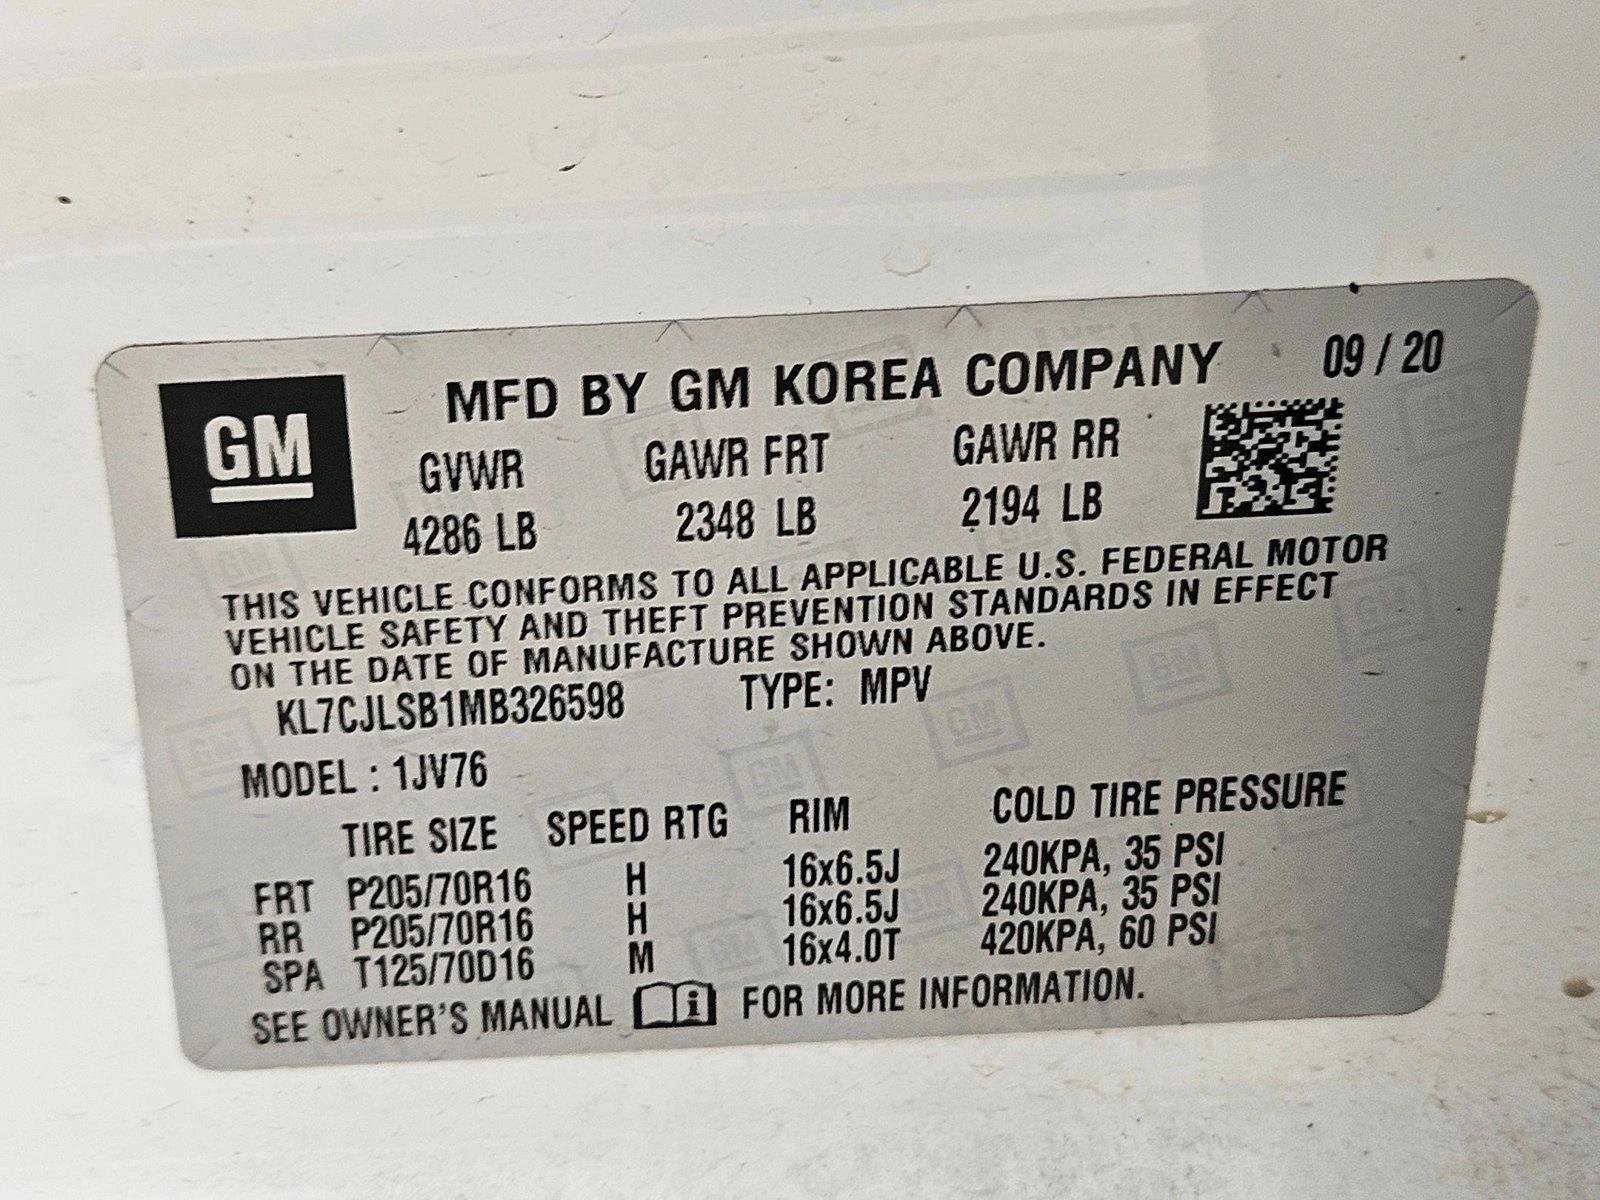 GM
MFD BY GM KOREA COMPANY 09 / 20
GVWR GAWR FRT GAWR RR
4286 LB 2348 LB 2194 LB
THIS VEHICLE CONFORMS TO ALL APPLICABLE U.S. FEDERAL MOTOR
VEHICLE SAFETY AND THEFT PREVENTION STANDARDS IN EFFECT
ON THE DATE OF MANUFACTURE SHOWN ABOVE.
KL7CJLSB1MB326598 TYPE: MPV
MODEL : 1JV76
TIRE SIZE SPEED RTG RIM COLD TIRE PRESSURE
FRT P205/70R16 H 16x6.5J 240KPA, 35 PSI
RR P205/70R16 H 16x6.5J 240KPA, 35 PSI
SPA T125/70D16 M 16x4.0T 420KPA, 60 PSI
SEE OWNER'S MANUAL i FOR MORE INFORMATION.